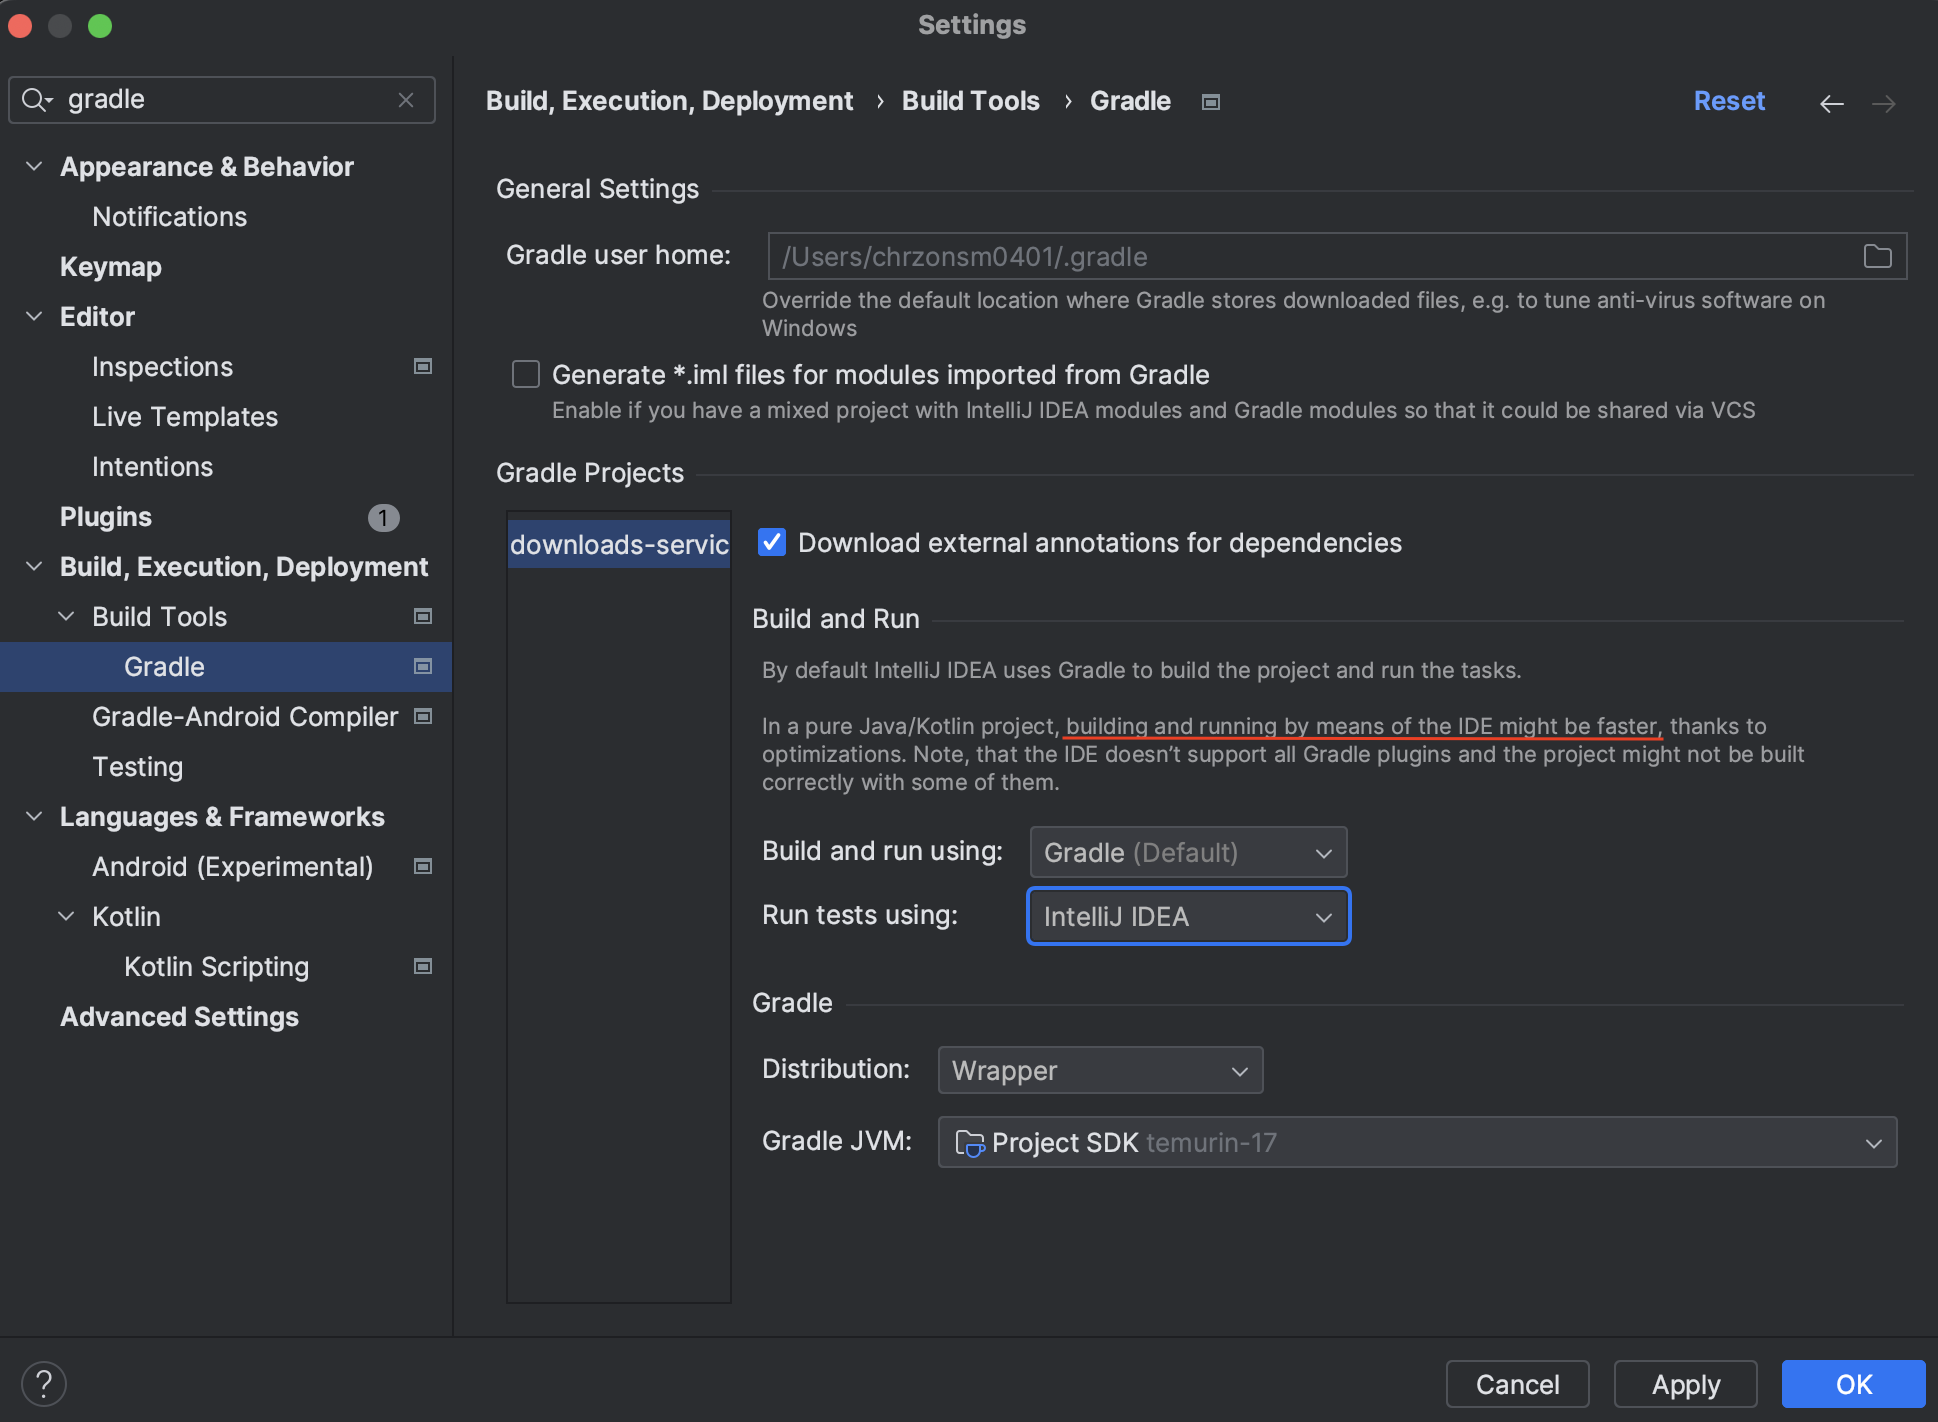 Settings
gradle
Appearance & Behavior
Notifications
Keymap
Editor
Inspections
Live Templates
Intentions
Plugins 1
Build, Execution, Deployment
Build Tools
Gradle
Gradle-Android Compiler
Testing
Languages & Frameworks
Android (Experimental)
Kotlin
Kotlin Scripting
Advanced Settings
Build, Execution, Deployment › Build Tools › Gradle
Reset
General Settings
Gradle user home: /Users/chrzonsm0401/.gradle
Override the default location where Gradle stores downloaded files, e.g. to tune anti-virus software on
Windows
Generate *.iml files for modules imported from Gradle
Enable if you have a mixed project with IntelliJ IDEA modules and Gradle modules so that it could be shared via VCS
Gradle Projects
downloads-servic
Download external annotations for dependencies
Build and Run
By default IntelliJ IDEA uses Gradle to build the project and run the tasks.
In a pure Java/Kotlin project, building and running by means of the IDE might be faster, thanks to
optimizations. Note, that the IDE doesn't support all Gradle plugins and the project might not be built
correctly with some of them.
Build and run using: Gradle (Default)
Run tests using: IntelliJ IDEA
Gradle
Distribution: Wrapper
Gradle JVM: Project SDK temurin-17
?
Cancel
Apply
OK